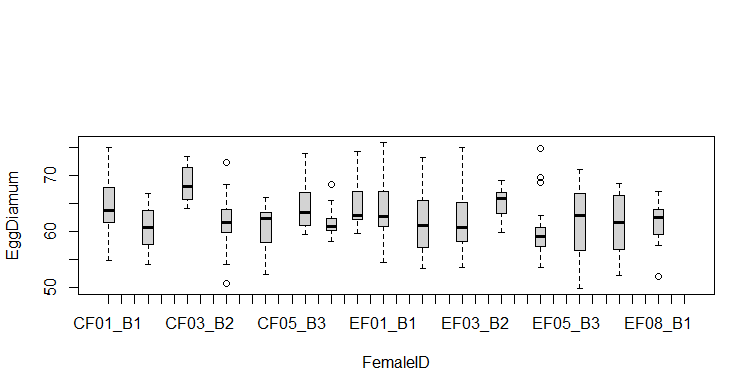 EggDiamum
50 60 70
CF01_B1 CF03_B2 CF05_B3 EF01_B1 EF03_B2 EF05_B3 EF08_B1
FemaleID